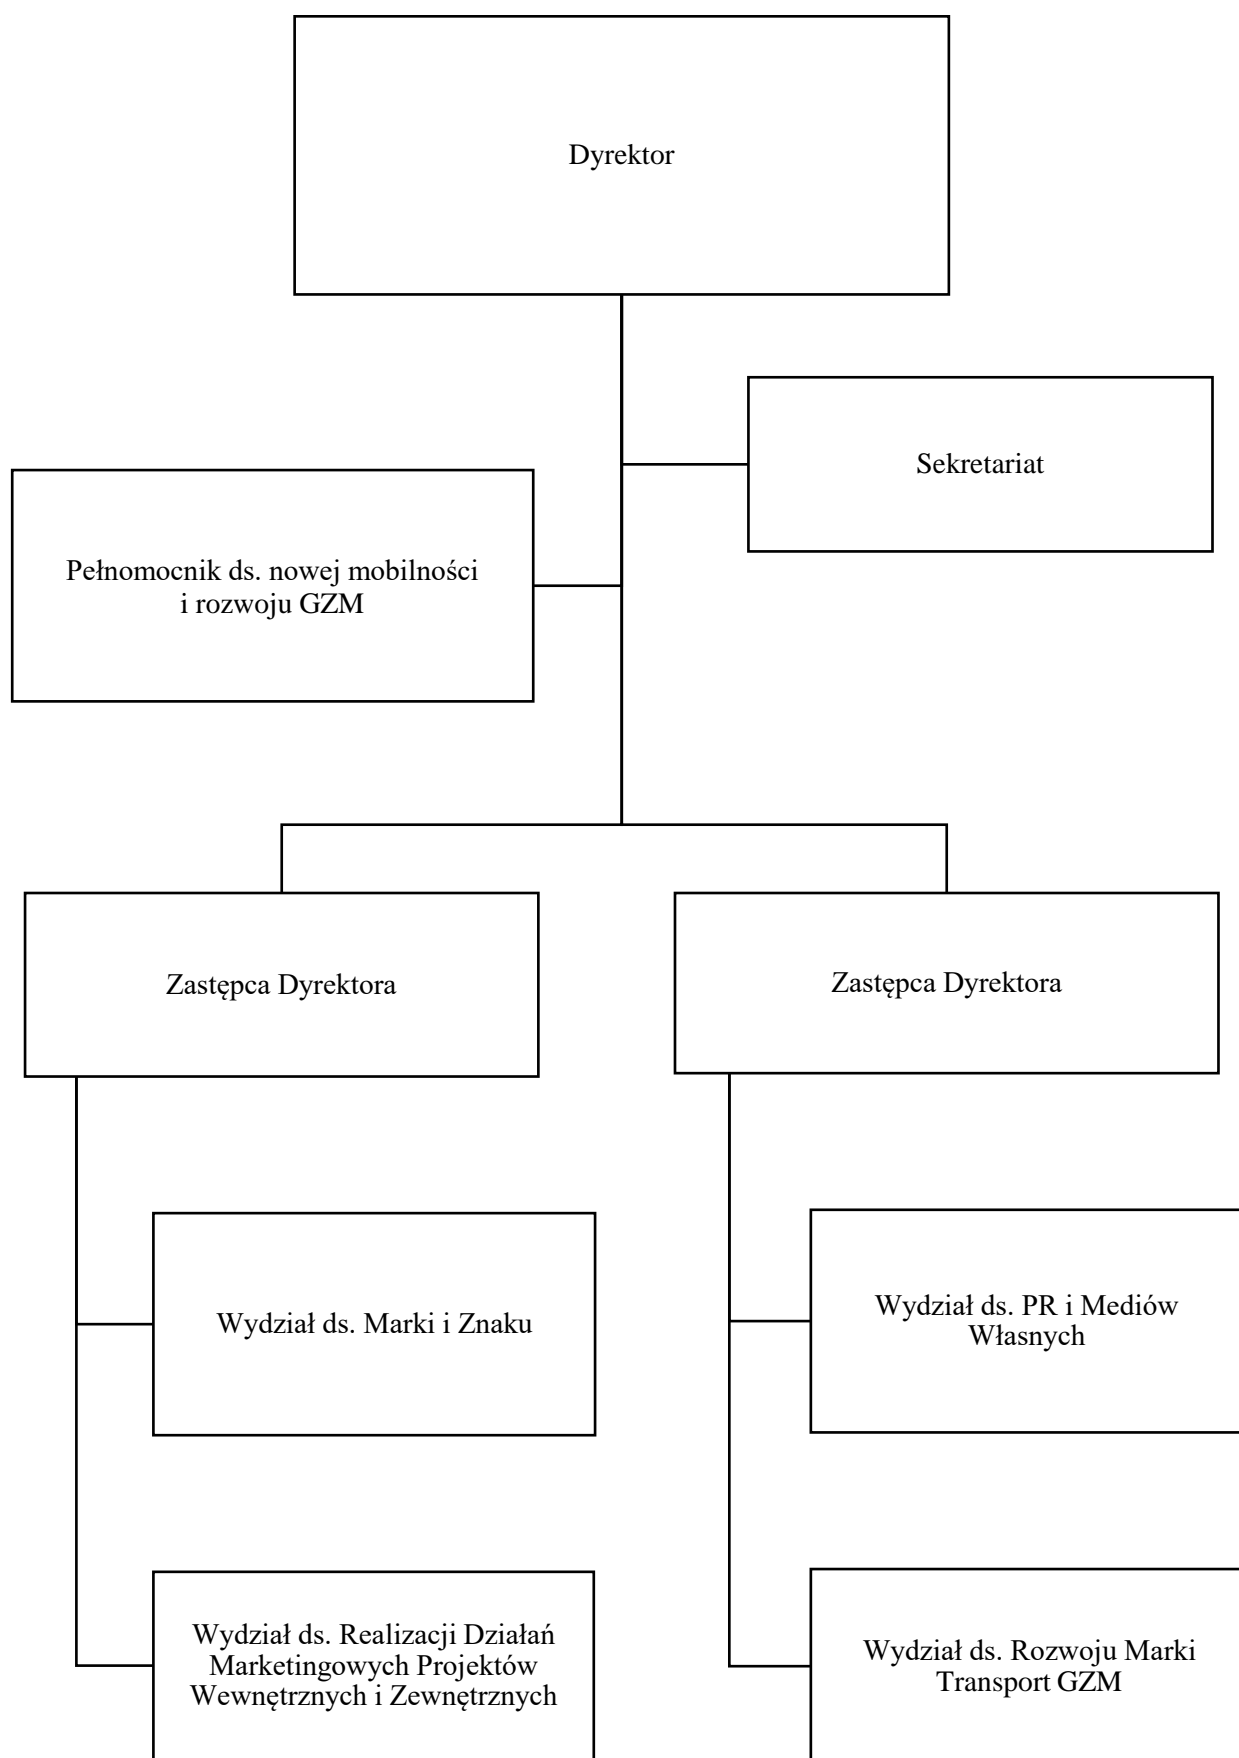 Dyrektor
Sekretariat
Pełnomocnik ds. nowej mobilności
i rozwoju GZM
Zastępca Dyrektora
Zastępca Dyrektora
Wydział ds. Marki i Znaku
Wydział ds. PR i Mediów
Własnych
Wydział ds. Realizacji Działań
Marketingowych Projektów
Wewnętrznych i Zewnętrznych
Wydział ds. Rozwoju Marki
Transport GZM